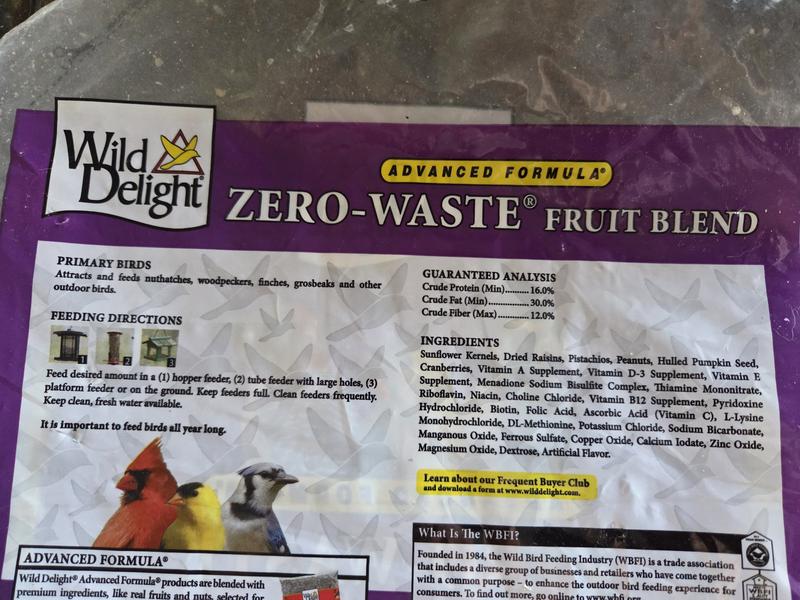 Wild
Delight®
ADVANCED FORMULA®
ZERO-WASTE® FRUIT BLEND
PRIMARY BIRDS
Attracts and feeds nuthatches, woodpeckers, finches, grosbeaks and other
outdoor birds.
FEEDING DIRECTIONS
1 2 3
Feed desired amount in a (1) hopper feeder, (2) tube feeder with large holes, (3)
platform feeder or on the ground. Keep feeders full. Clean feeders frequently.
Keep clean, fresh water available.
It is important to feed birds all year long.
GUARANTEED ANALYSIS
Crude Protein (Min)..........16.0%
Crude Fat (Min)................30.0%
Crude Fiber (Max)............12.0%
INGREDIENTS
Sunflower Kernels, Dried Raisins, Pistachios, Peanuts, Hulled Pumpkin Seed,
Cranberries, Vitamin A Supplement, Vitamin D-3 Supplement, Vitamin E
Supplement, Menadione Sodium Bisulfite Complex, Thiamine Mononitrate,
Riboflavin, Niacin, Choline Chloride, Vitamin B12 Supplement, Pyridoxine
Hydrochloride, Biotin, Folic Acid, Ascorbic Acid (Vitamin C), L-Lysine
Monohydrochloride, DL-Methionine, Potassium Chloride, Sodium Bicarbonate,
Manganous Oxide, Ferrous Sulfate, Copper Oxide, Calcium Iodate, Zinc Oxide,
Magnesium Oxide, Dextrose, Artificial Flavor.
Learn about our Frequent Buyer Club
and download a form at www.wilddelight.com.
ADVANCED FORMULA®
Wild Delight® Advanced Formula® products are blended with
premium ingredients, like real fruits and nuts, selected for
What Is The WBFI?
Founded in 1984, the Wild Bird Feeding Industry (WBFI) is a trade association
that includes a diverse group of businesses and retailers who have come together
with a common purpose – to enhance the outdoor bird feeding experience for
consumers. To find out more, go online to www.wbfi.org
WBFI